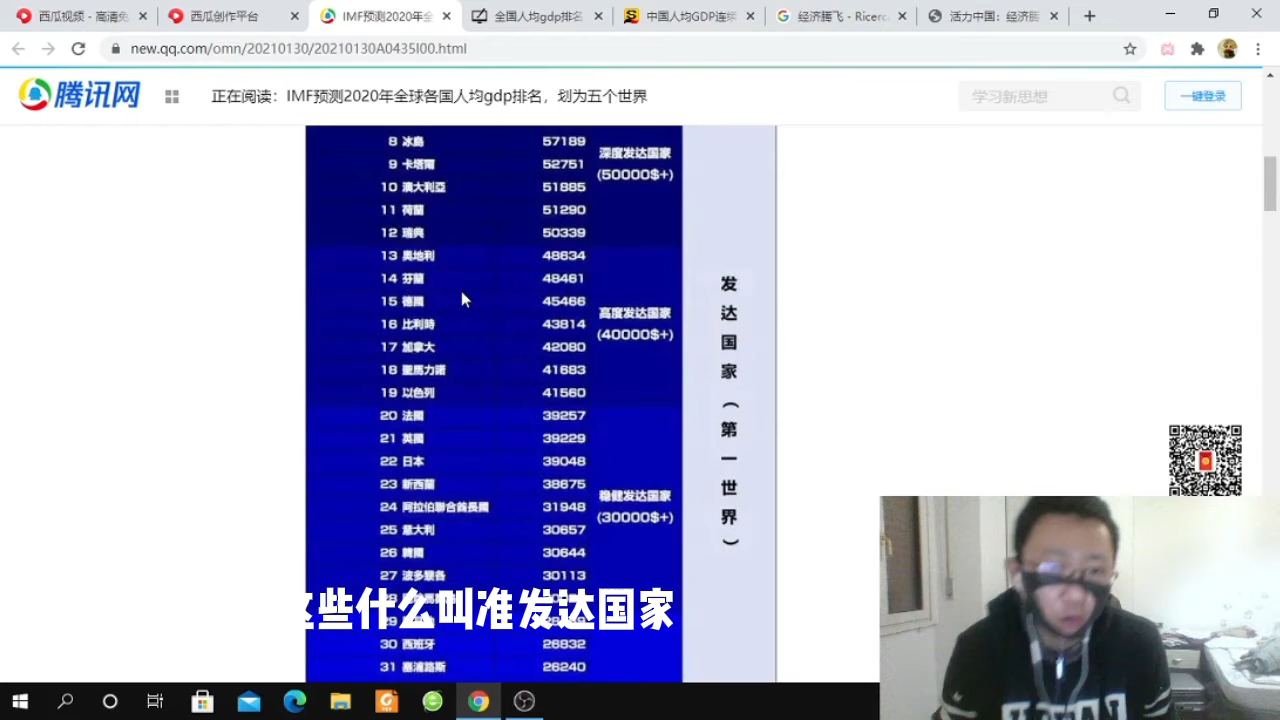 西瓜视频 - 高清免
西瓜创作平台
IMF预测2020年全
全国人均gdp排名
中国人均GDP连续
经济腾飞 - Ricerc
活力中国：经济腾
new.qq.com/omn/20210130/20210130A0435I00.html
腾讯网
正在阅读：IMF预测2020年全球各国人均gdp排名，划为五个世界
学习新思想
一键登录
8 冰島 57189
深度发达国家
9 卡塔爾 52751
(50000$+)
10 澳大利亞 51885
11 荷蘭 51290
12 瑞典 50339
13 奧地利 48634
14 芬蘭 48461
15 德國 45466
高度发达国家
16 比利時 43814
(40000$+)
17 加拿大 42080
18 聖馬力諾 41683
19 以色列 41560
20 法國 39257
21 英國 39229
22 日本 39048
23 新西蘭 38675
稳健发达国家
24 阿拉伯聯合酋長國 31948
(30000$+)
25 意大利 30657
26 韓國 30644
27 波多黎各 30113
30 西班牙 26832
31 塞浦路斯 26240
发达国家（第一世界）
这些什么叫准发达国家